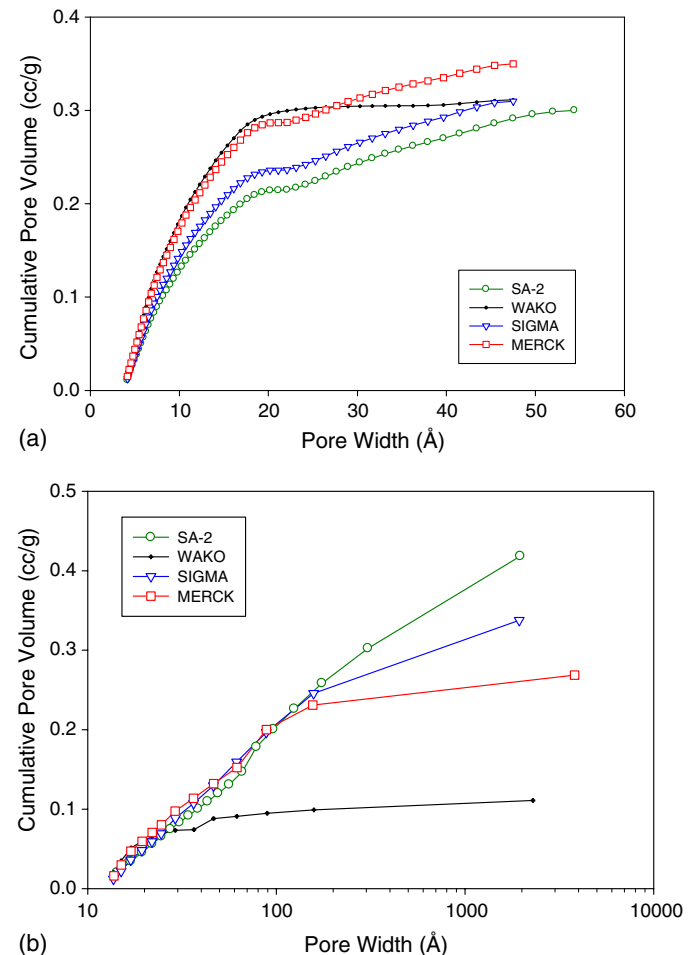 0.4
0.3
0.2
0.1
0.0
Cumulative Pore Volume (cc/g)
SA-2
WAKO
SIGMA
MERCK
0 10 20 30 40 50 60
(a) Pore Width (Å)
0.5
0.4
0.3
0.2
0.1
0.0
Cumulative Pore Volume (cc/g)
SA-2
WAKO
SIGMA
MERCK
10 100 1000 10000
(b) Pore Width (Å)